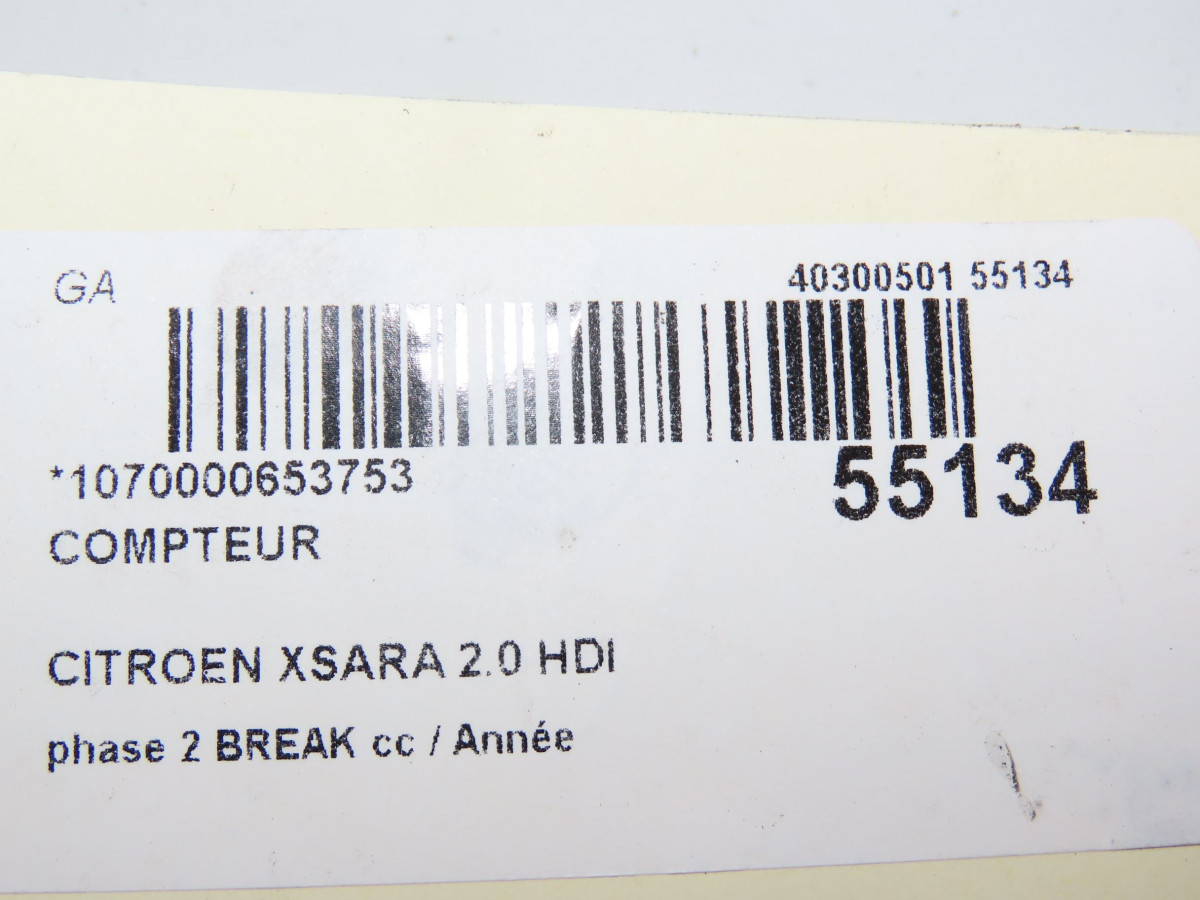 GA
40300501 55134
*1070000653753
55134
COMPTEUR
CITROEN XSARA 2.0 HDI
phase 2 BREAK cc / Année